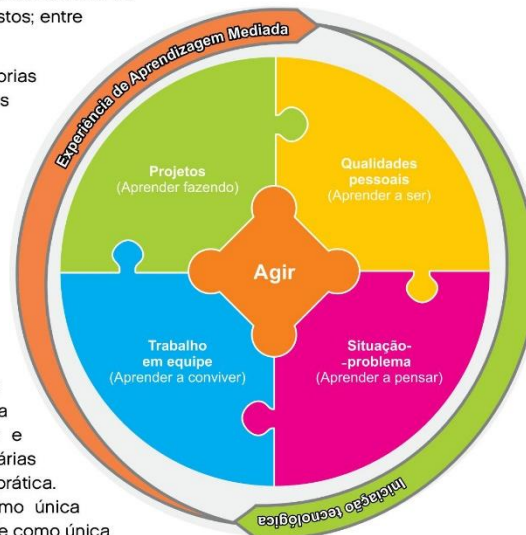 stos; entre
orias
s
a
e
árias
prática.
mo única
e como única
Experiência de Aprendizagem Mediada
Projetos
(Aprender fazendo)
Qualidades
pessoais
(Aprender a ser)
Agir
Trabalho
em equipe
(Aprender a conviver)
Situação-
-problema
(Aprender a pensar)
Iniciação tecnológica